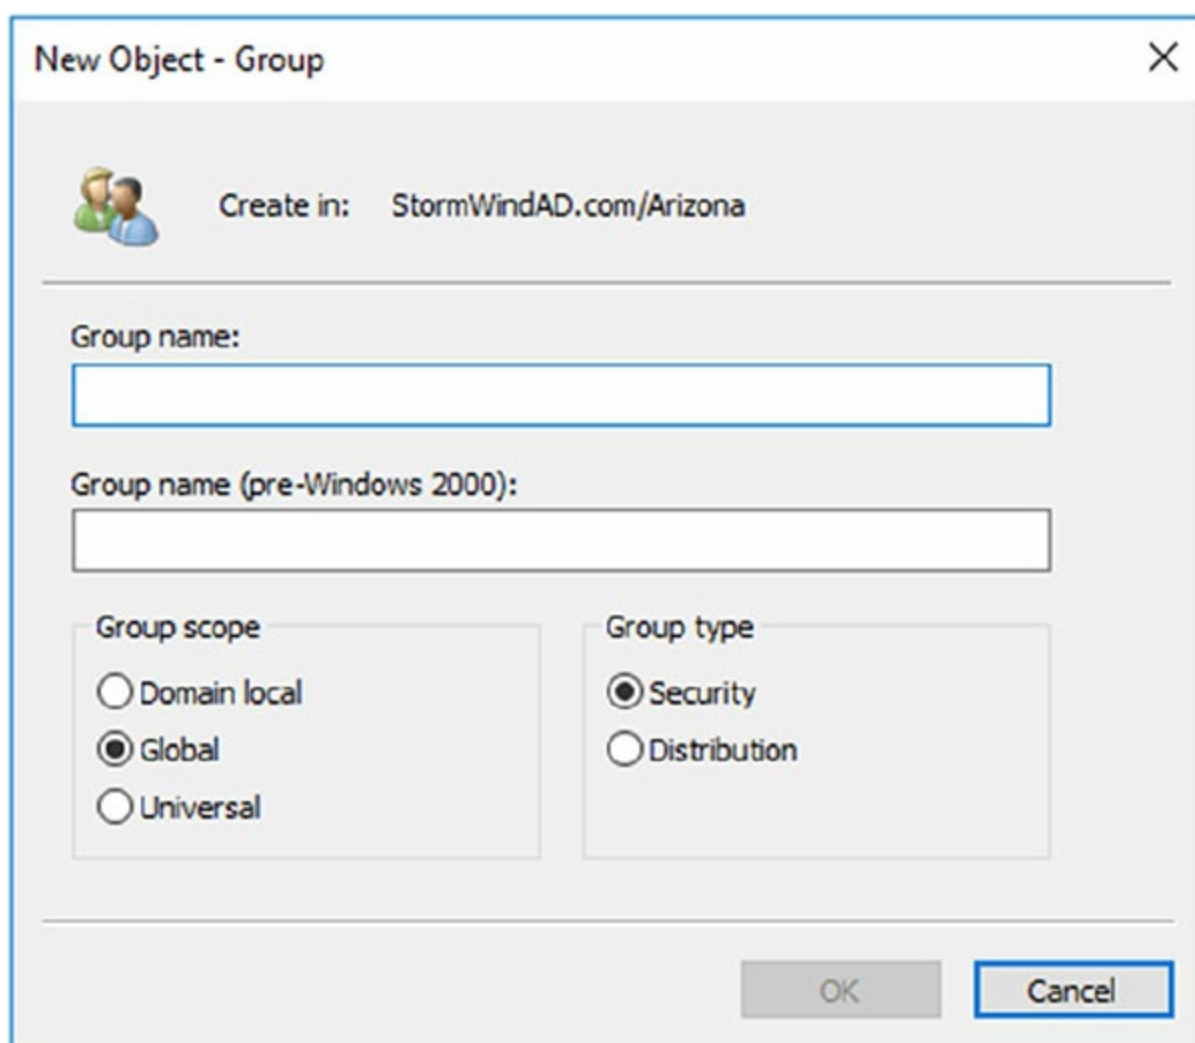 New Object - Group
Create in: StormWindAD.com/Arizona
Group name:
Group name (pre-Windows 2000):
Group scope
Domain local
Global
Universal
Group type
Security
Distribution
OK
Cancel